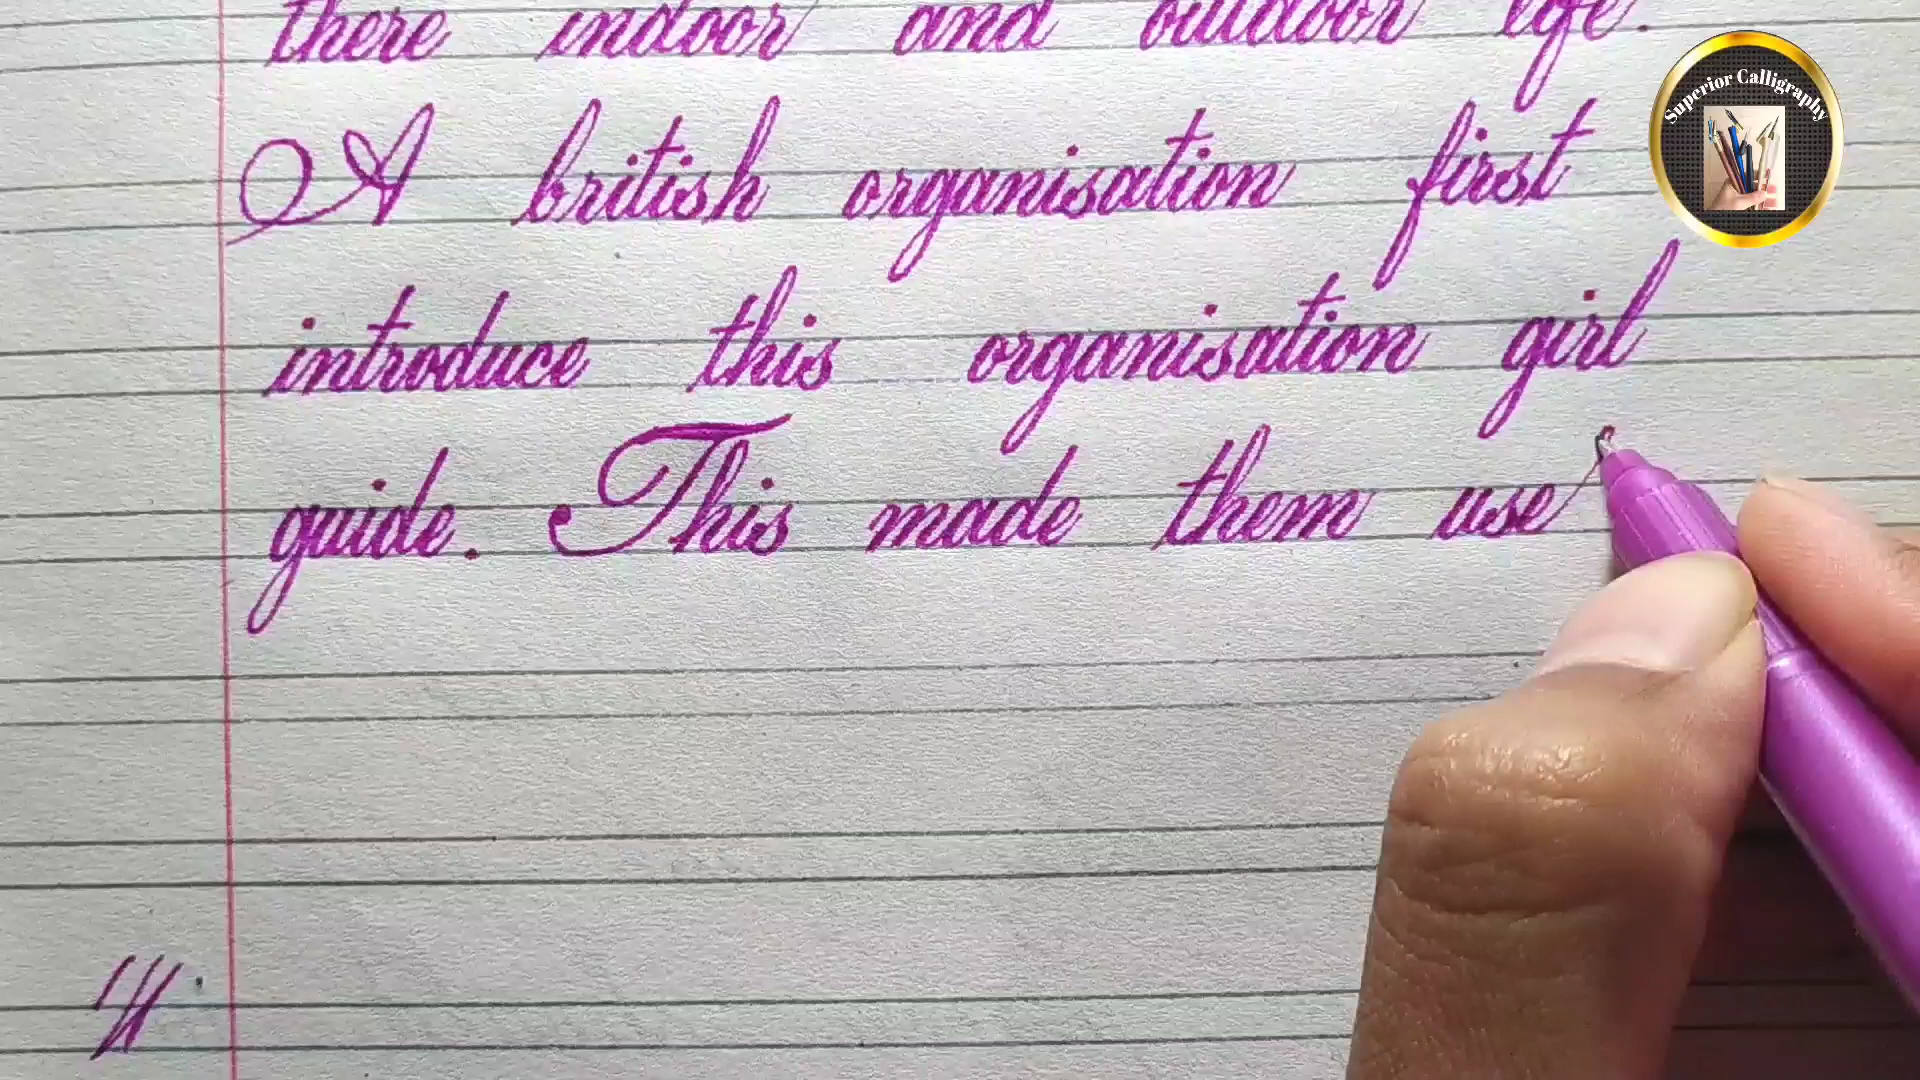 there indoor and outdoor life.
A british organisation first
introduce this organisation girl
guide. This made them use
Superior Calligraphy